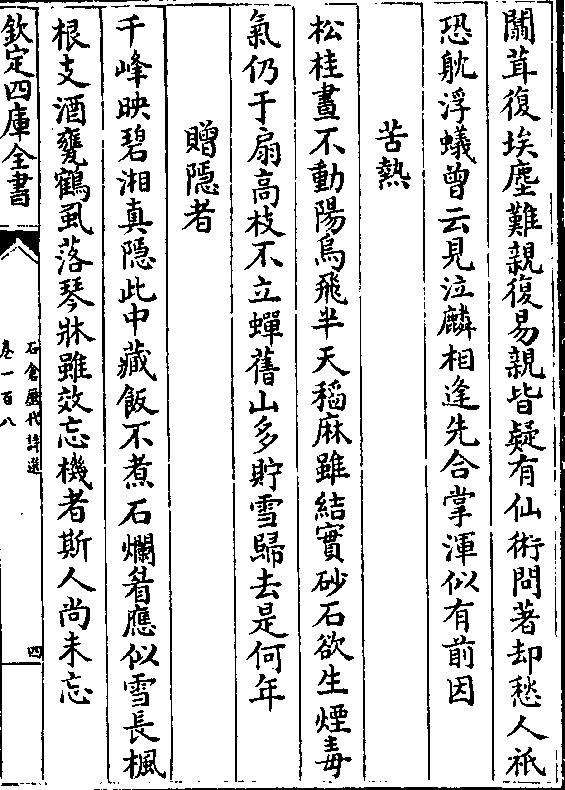 闒茸復埃塵難親復易親皆疑有仙術問著却愁人秖
恐躭浮蟻曽云見泣麟相逢先合掌渾似有前因
苦熱
松桂晝不動陽烏飛半天稻麻雖結實砂石欲生煙毒
氣仍于扇高枝不立蟬舊山多貯雪歸去是何年
贈隠者
千峰映碧湘真隠此中藏飯不煮石爛眉應似雪長楓
根支酒甕鶴虱落琴牀雖效忘機者斯人尚未忘
欽定四庫全書
石倉歷代詩選
卷一百八
四